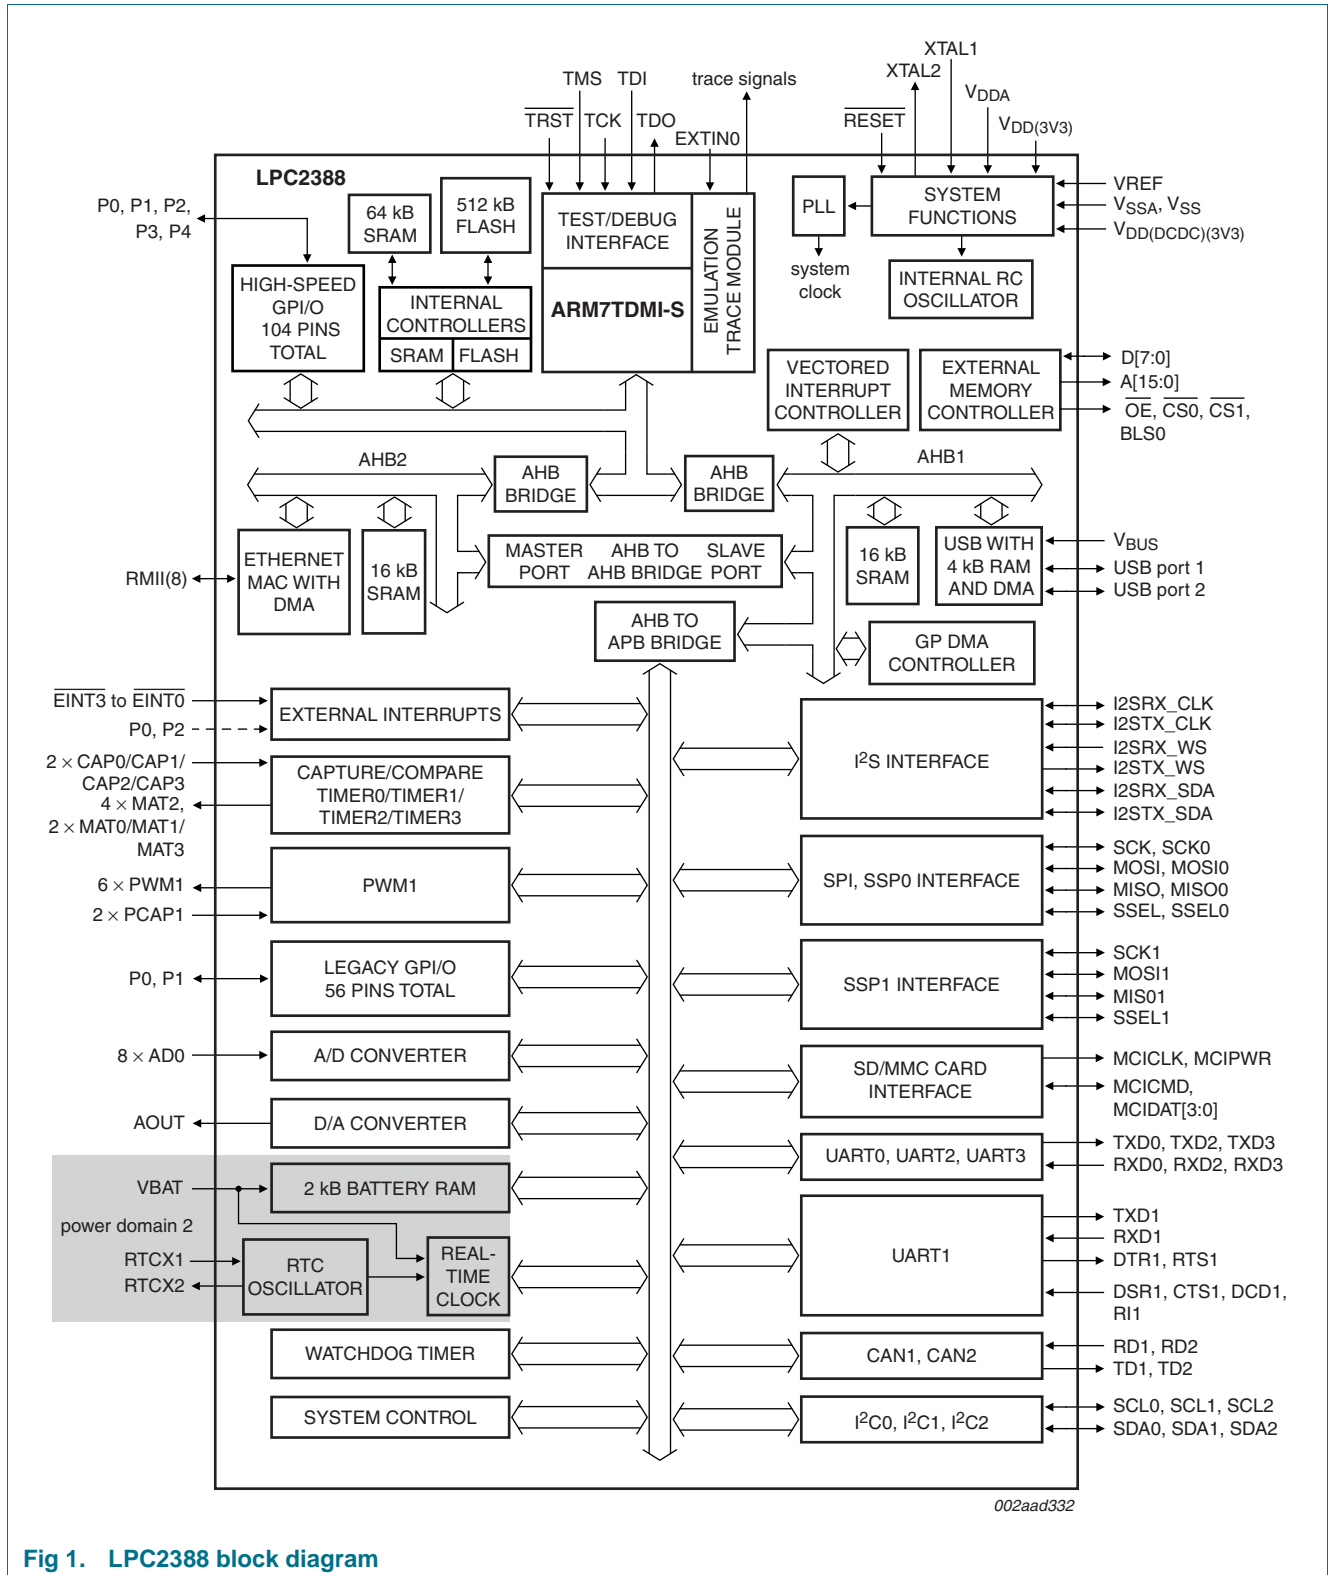 XTAL1
XTAL2
TMS TDI
trace signals
VDDA
TRST TCK TDO
EXTIN0
RESET
VDD(3V3)
LPC2388
P0, P1, P2,
P3, P4
64 kB
SRAM
512 kB
FLASH
TEST/DEBUG
INTERFACE
EMULATION
TRACE MODULE
PLL
SYSTEM
FUNCTIONS
VREF
VSSA, VSS
VDD(DCDC)(3V3)
system
clock
HIGH-SPEED
GPI/O
104 PINS
TOTAL
INTERNAL
CONTROLLERS
SRAM FLASH
ARM7TDMI-S
INTERNAL RC
OSCILLATOR
VECTORED
INTERRUPT
CONTROLLER
EXTERNAL
MEMORY
CONTROLLER
D[7:0]
A[15:0]
OE, CS0, CS1,
BLS0
AHB2
AHB
BRIDGE
AHB
BRIDGE
AHB1
ETHERNET
MAC WITH
DMA
16 kB
SRAM
MASTER
PORT
AHB TO
AHB BRIDGE
SLAVE
PORT
16 kB
SRAM
USB WITH
4 kB RAM
AND DMA
VBUS
USB port 1
USB port 2
RMII(8)
AHB TO
APB BRIDGE
GP DMA
CONTROLLER
EINT3 to EINT0
P0, P2
EXTERNAL INTERRUPTS
I2S INTERFACE
I2SRX_CLK
I2STX_CLK
I2SRX_WS
I2STX_WS
I2SRX_SDA
I2STX_SDA
2 × CAP0/CAP1/
CAP2/CAP3
4 × MAT2,
2 × MAT0/MAT1/
MAT3
CAPTURE/COMPARE
TIMER0/TIMER1/
TIMER2/TIMER3
6 × PWM1
2 × PCAP1
PWM1
SPI, SSP0 INTERFACE
SCK, SCK0
MOSI, MOSI0
MISO, MISO0
SSEL, SSEL0
P0, P1
LEGACY GPI/O
56 PINS TOTAL
SSP1 INTERFACE
SCK1
MOSI1
MIS01
SSEL1
8 × AD0
A/D CONVERTER
SD/MMC CARD
INTERFACE
MCICLK, MCIPWR
MCICMD,
MCIDAT[3:0]
AOUT
D/A CONVERTER
UART0, UART2, UART3
TXD0, TXD2, TXD3
RXD0, RXD2, RXD3
VBAT
2 kB BATTERY RAM
power domain 2
RTCX1
RTCX2
RTC
OSCILLATOR
REAL-
TIME
CLOCK
UART1
TXD1
RXD1
DTR1, RTS1
DSR1, CTS1, DCD1,
RI1
WATCHDOG TIMER
CAN1, CAN2
RD1, RD2
TD1, TD2
SYSTEM CONTROL
I2C0, I2C1, I2C2
SCL0, SCL1, SCL2
SDA0, SDA1, SDA2
002aad332
Fig 1. LPC2388 block diagram